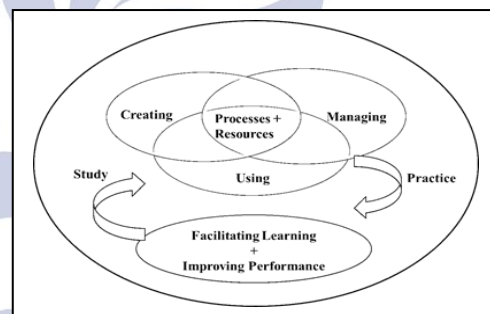 Creating
Processes +
Resources
Managing
Using
Study
Practice
Facilitating Learning
+
Improving Performance